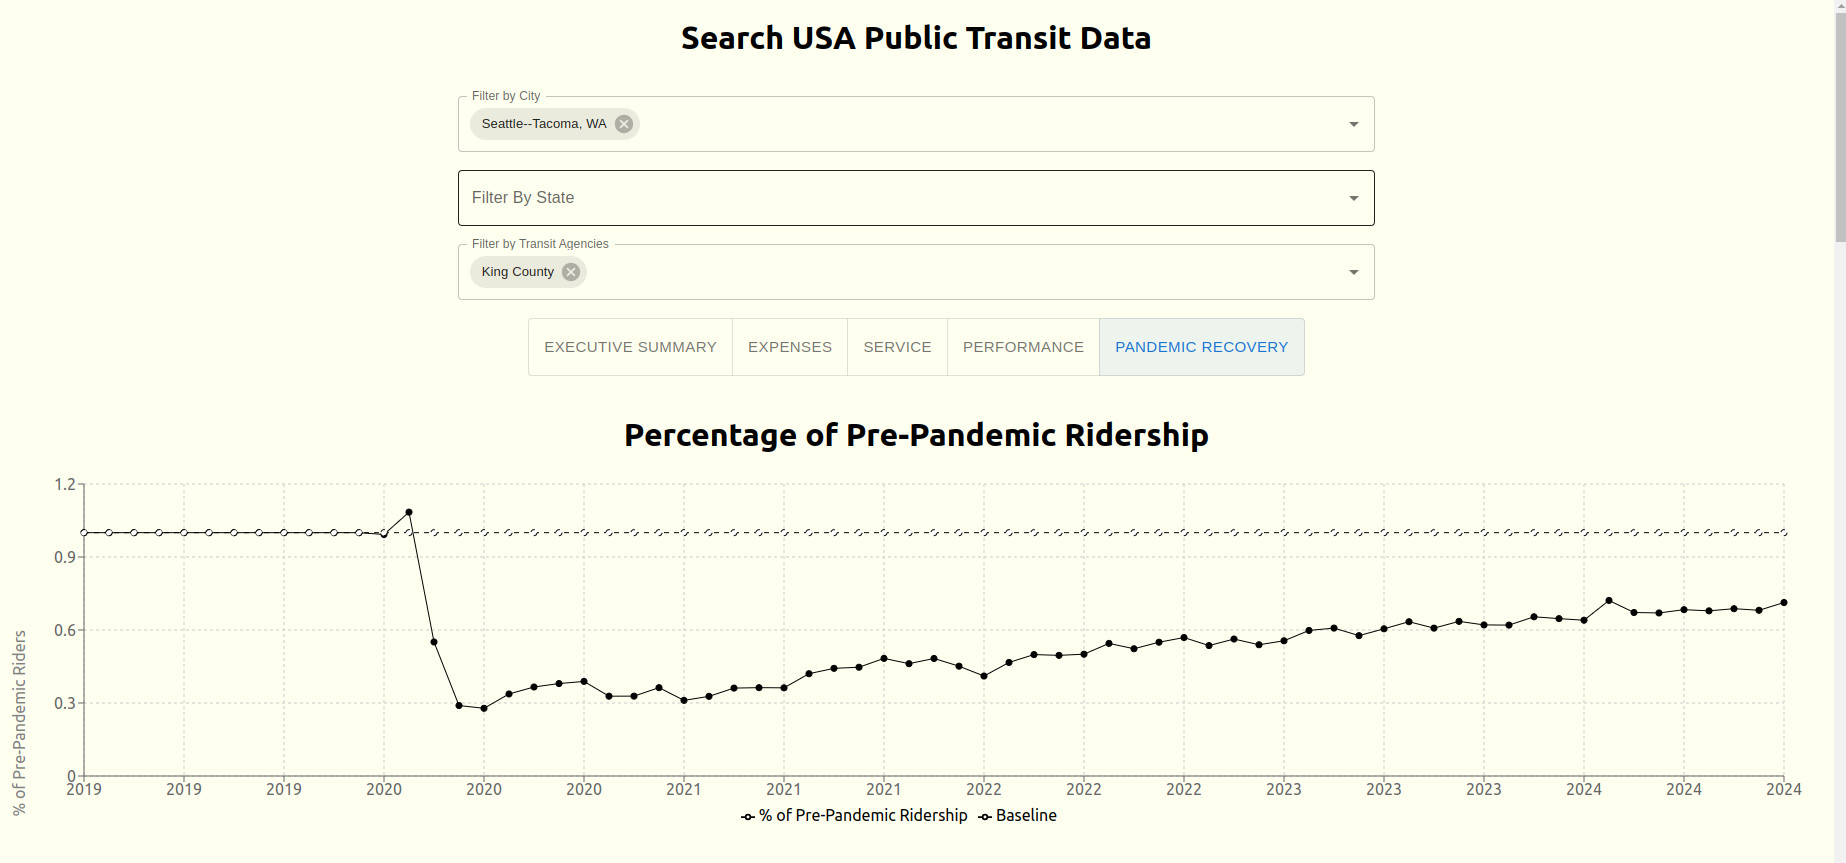 Search USA Public Transit Data
Filter by City
Seattle--Tacoma, WA
Filter By State
Filter by Transit Agencies
King County
EXECUTIVE SUMMARY EXPENSES SERVICE PERFORMANCE PANDEMIC RECOVERY
Percentage of Pre-Pandemic Ridership
1.2
0.9
0.6
0.3
0
% of Pre-Pandemic Riders
2019 2019 2019 2020 2020 2020 2021 2021 2021 2022 2022 2022 2023 2023 2023 2024 2024 2024
% of Pre-Pandemic Ridership Baseline